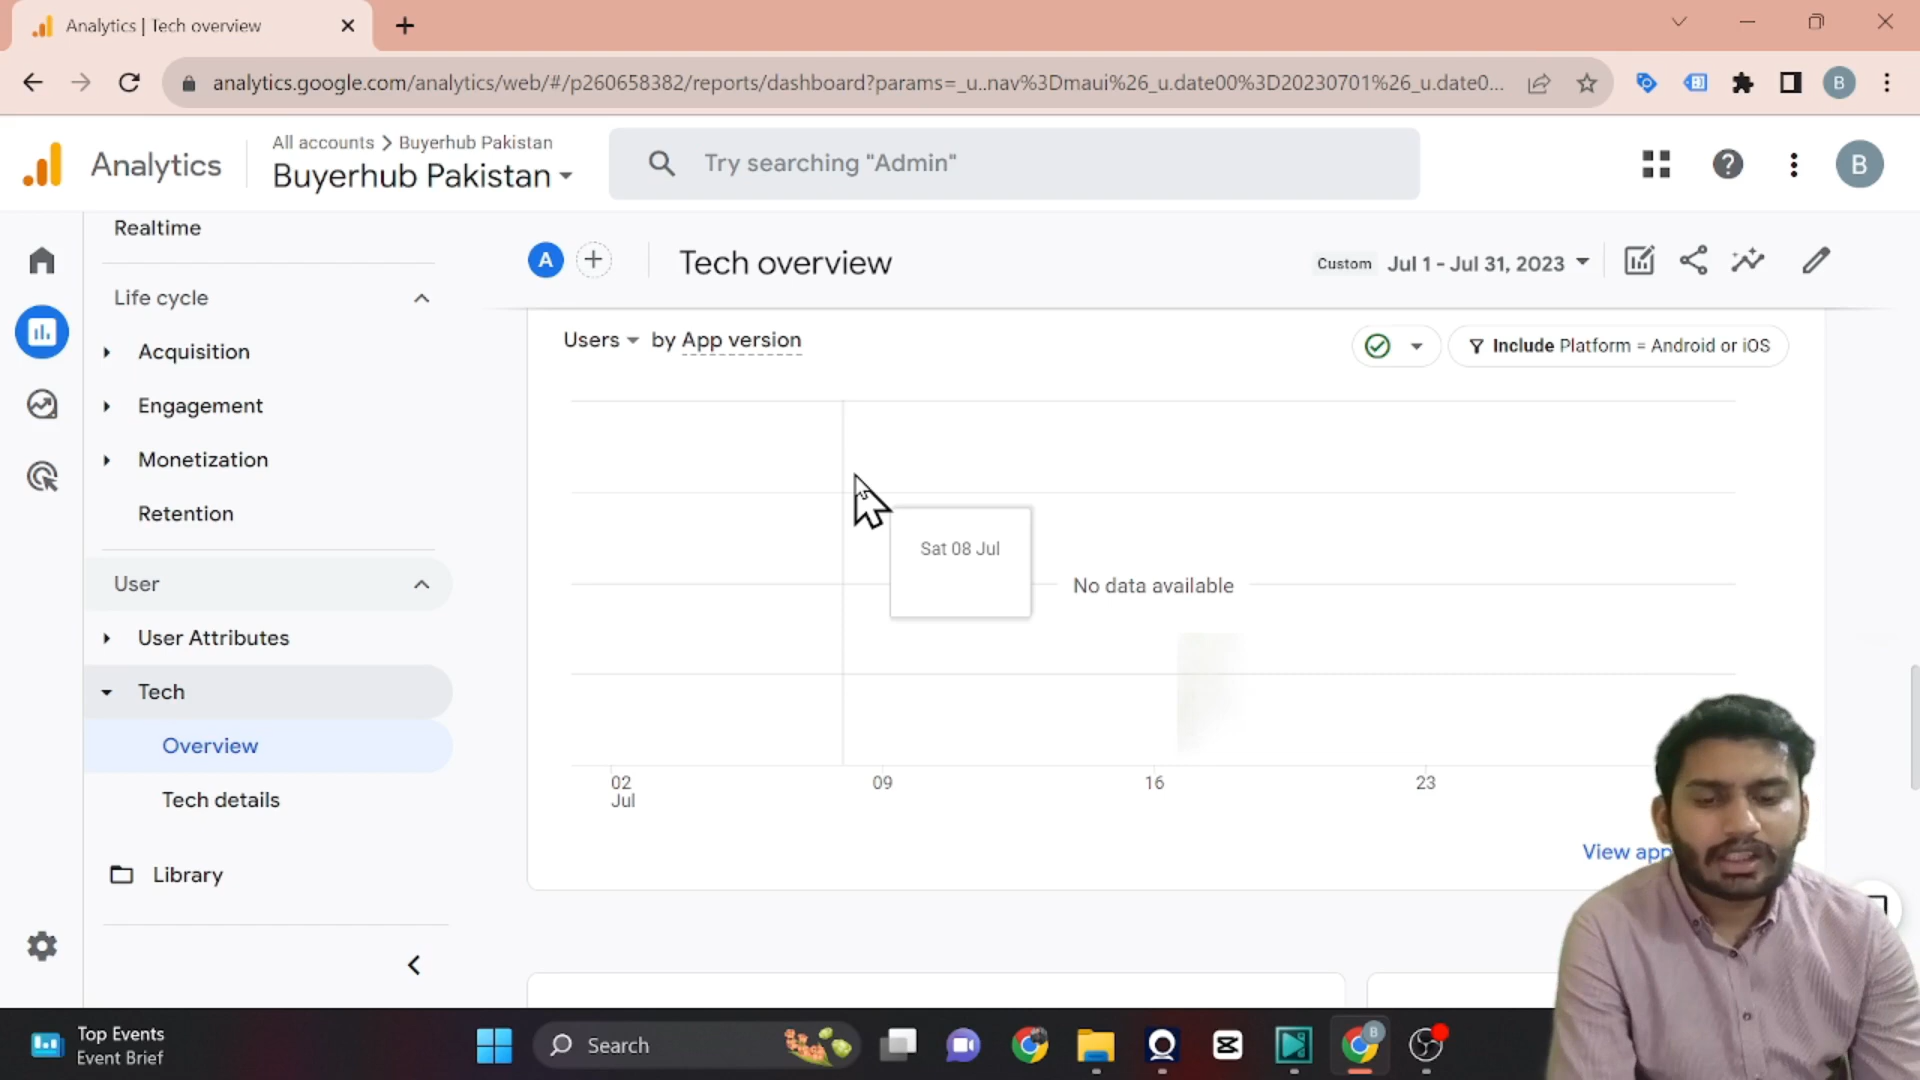 Analytics | Tech overview
analytics.google.com/analytics/web/#/p260658382/reports/dashboard?params=_u..nav%3Dmaui%26_u.date00%3D20230701%26_u.date0...
B
Analytics
All accounts > Buyerhub Pakistan
Buyerhub Pakistan
Try searching "Admin"
B
Realtime
Life cycle
Acquisition
Engagement
Monetization
Retention
User
User Attributes
Tech
Overview
Tech details
Library
A
Tech overview
Custom Jul 1 - Jul 31, 2023
Users by App version
Include Platform = Android or iOS
Sat 08 Jul
No data available
02
Jul
09
16
23
View app
Top Events
Event Brief
Search
B